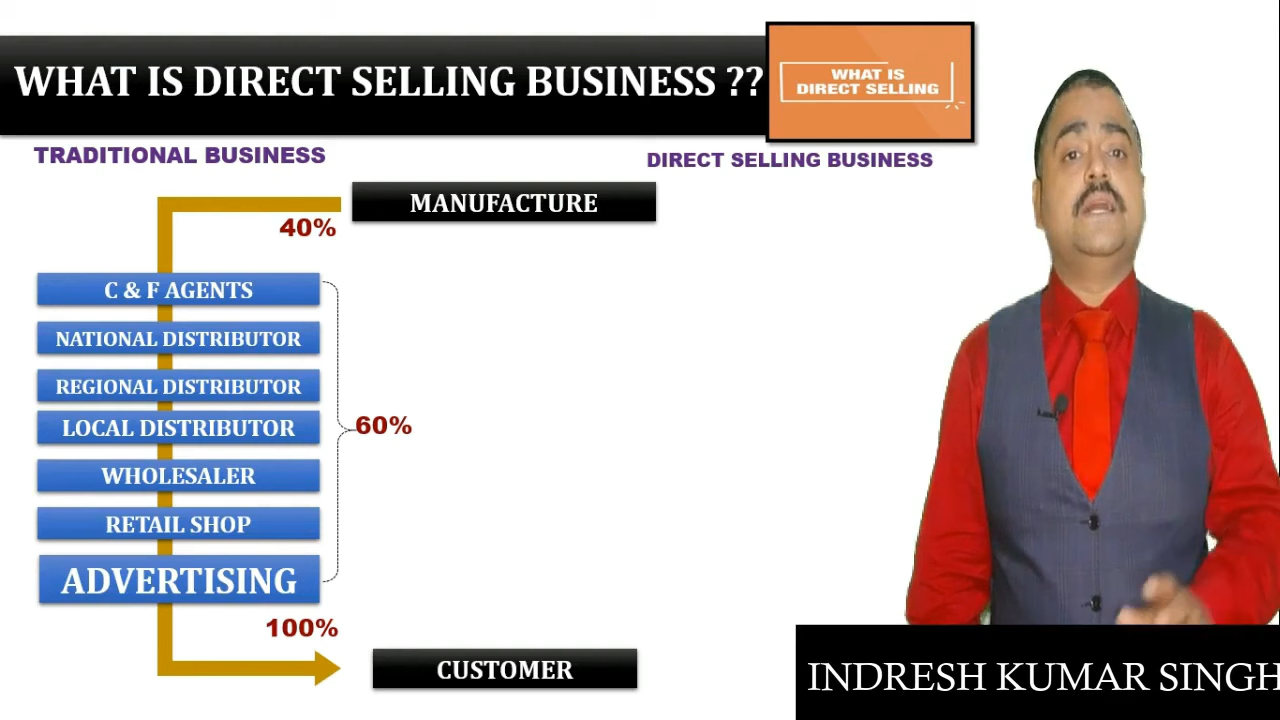 WHAT IS DIRECT SELLING BUSINESS ??
WHAT IS
DIRECT SELLING
TRADITIONAL BUSINESS
DIRECT SELLING BUSINESS
MANUFACTURE
40%
C & F AGENTS
NATIONAL DISTRIBUTOR
REGIONAL DISTRIBUTOR
LOCAL DISTRIBUTOR
60%
WHOLESALER
RETAIL SHOP
ADVERTISING
100%
CUSTOMER
INDRESH KUMAR SINGH